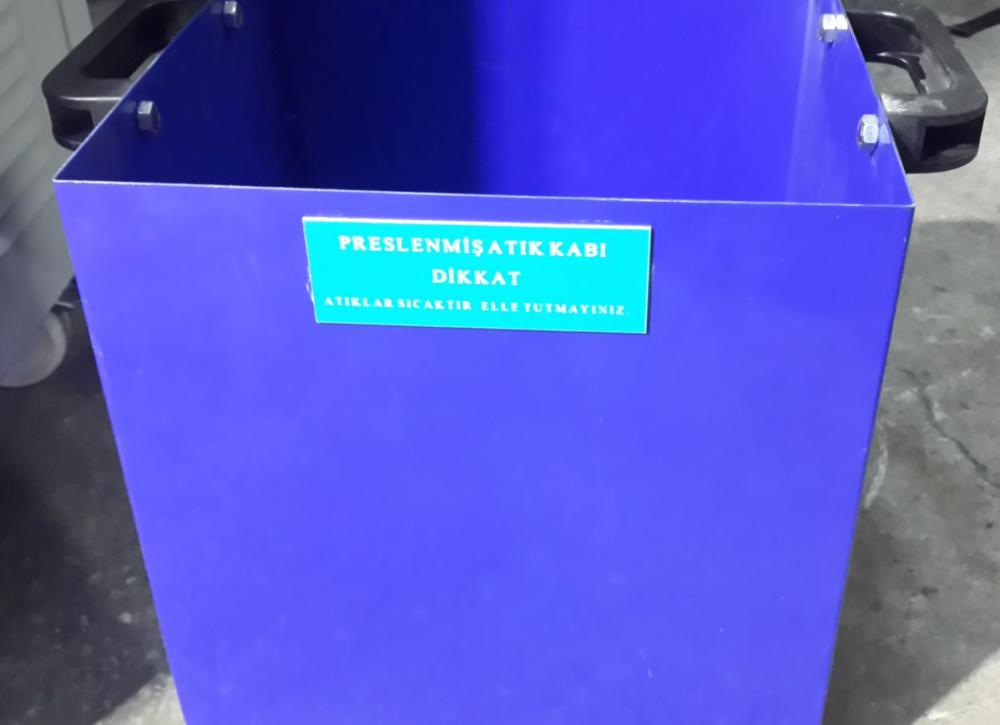 PRESLENMİŞ ATIK KABI
DİKKAT
ATIKLAR SICAKTIR ELLE TUTMAYINIZ.